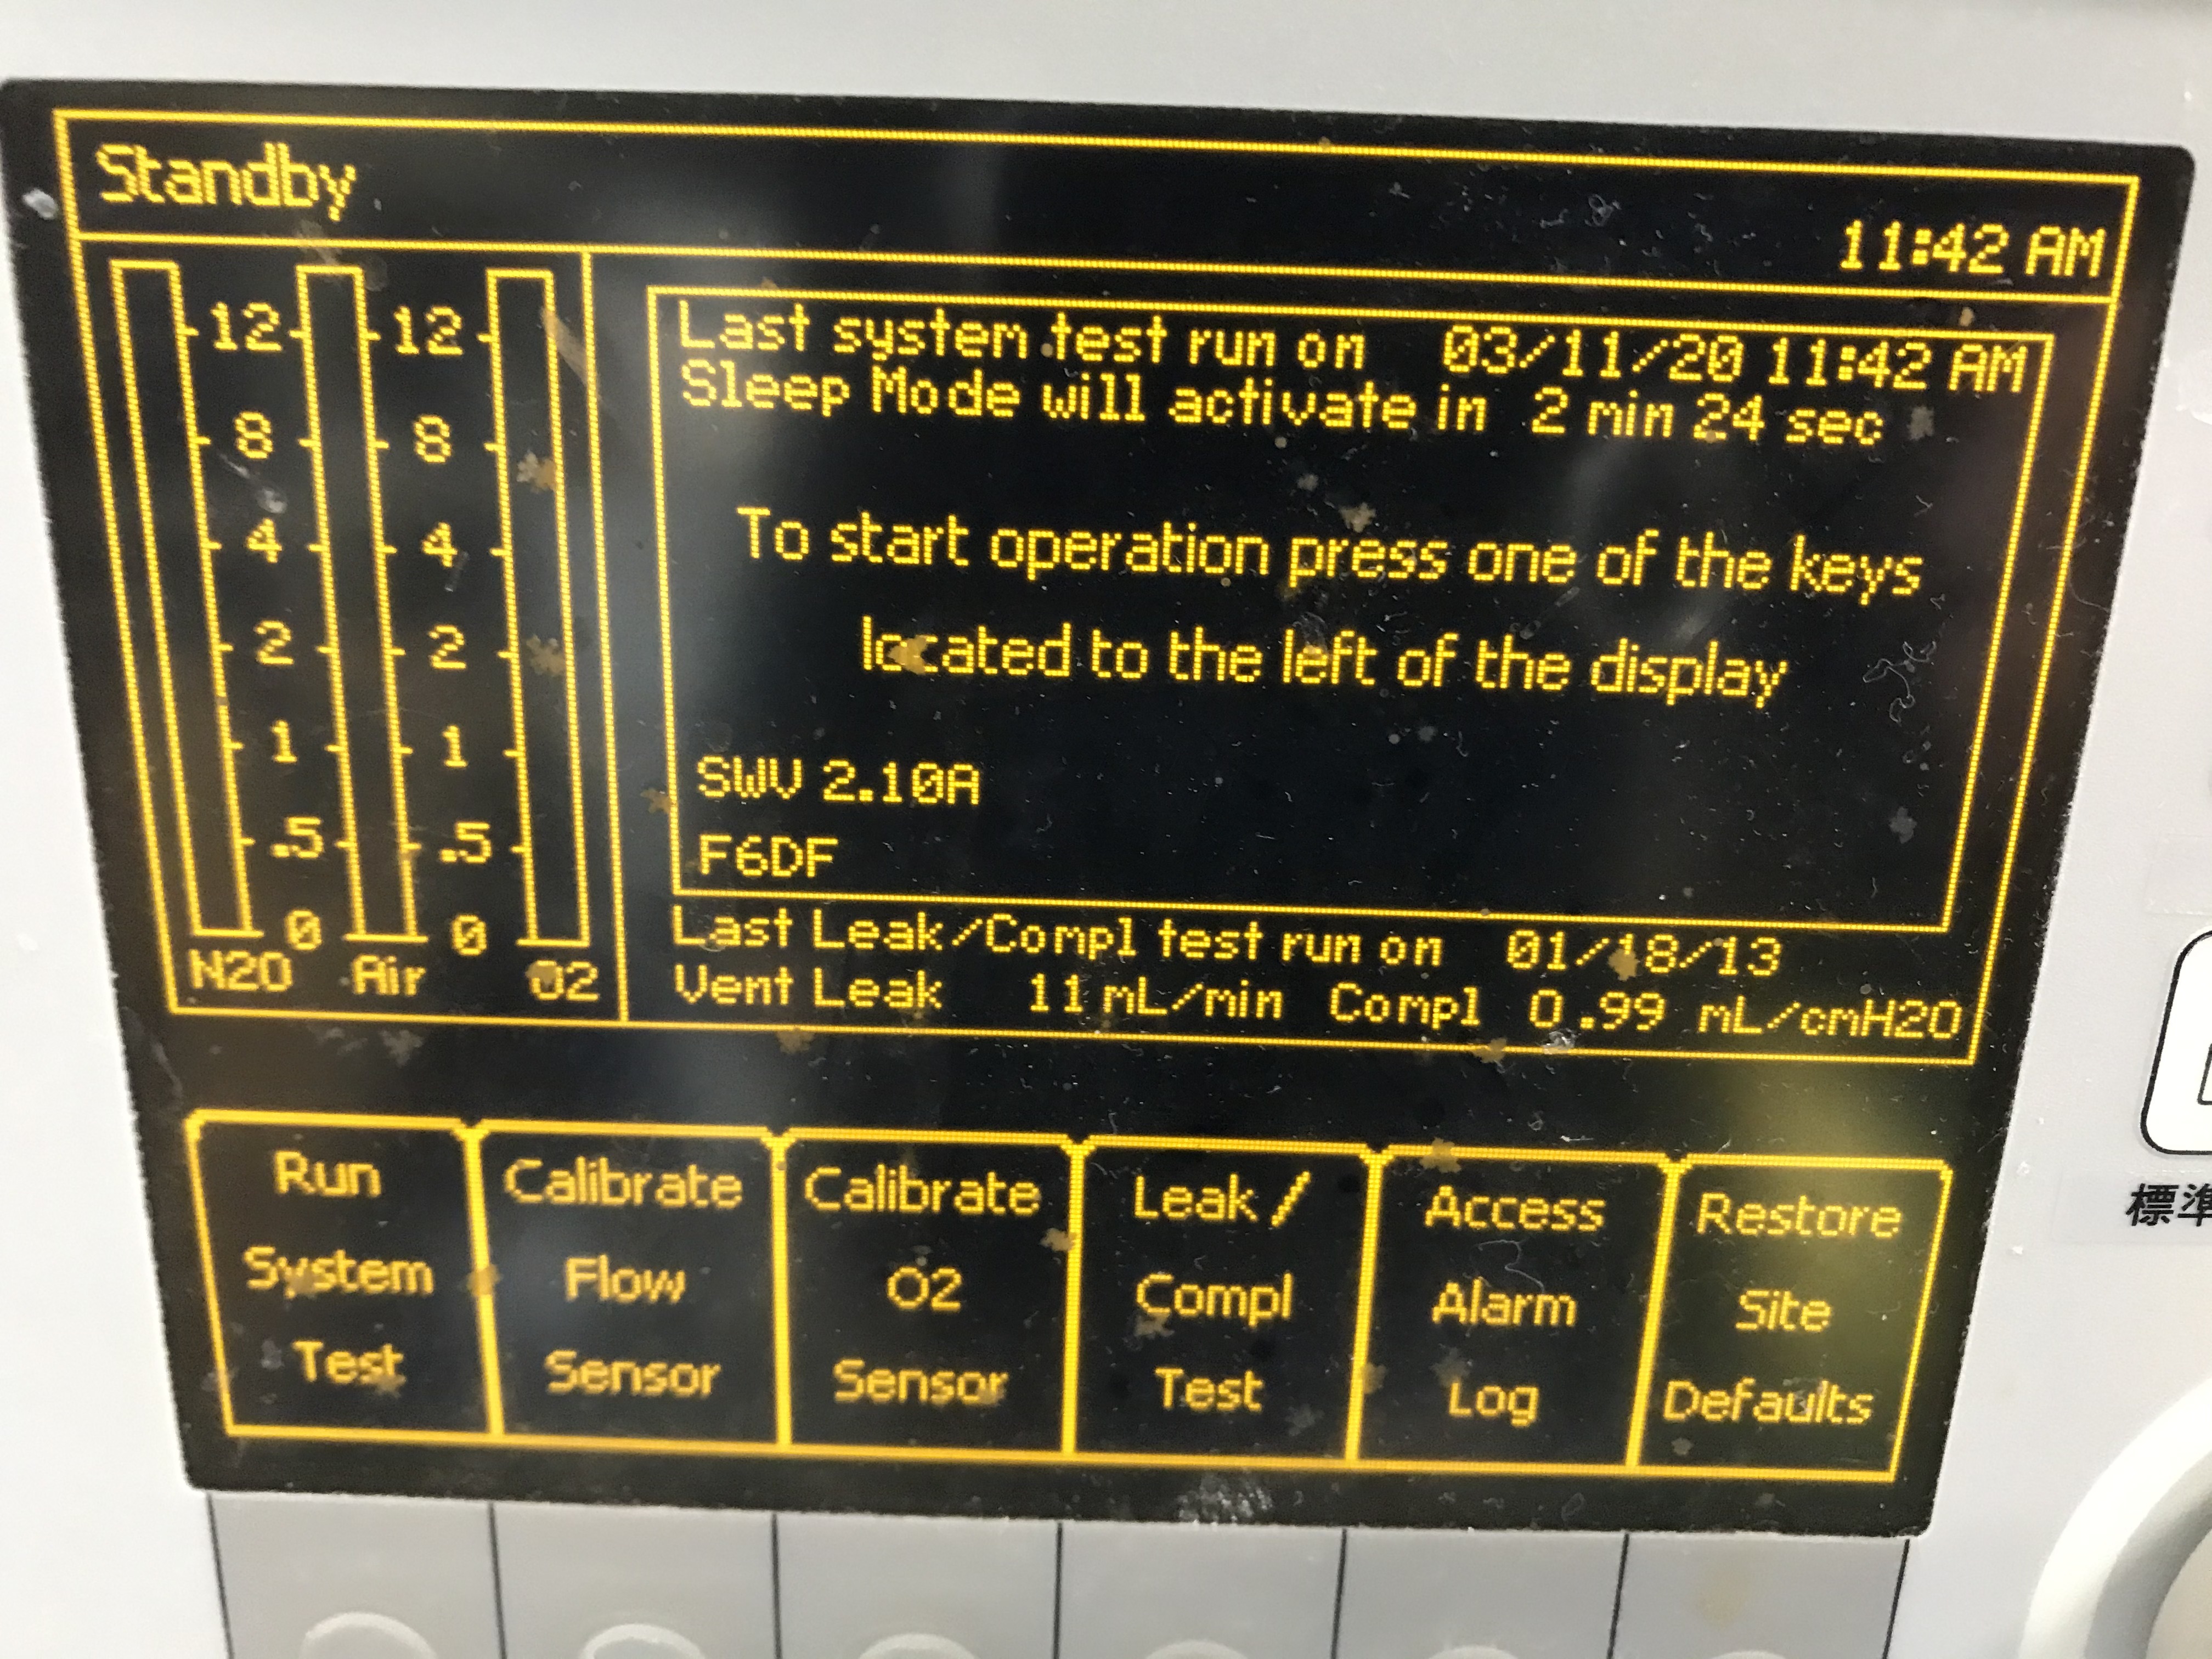 Standby
11:42 AM
12 12
8 8
4 4
2 2
1 1
.5 .5
0 0
N2O Air O2
Last system test run on 03/11/20 11:42 AM
Sleep Mode will activate in 2 min 24 sec
To start operation press one of the keys
located to the left of the display
SWV 2.10A
F6DF
Last Leak/Compl test run on 01/18/13
Vent Leak 11 mL/min Compl 0.99 mL/cmH2O
Run
System
Test
Calibrate
Flow
Sensor
Calibrate
O2
Sensor
Leak /
Compl
Test
Access
Alarm
Log
Restore
Site
Defaults
標準